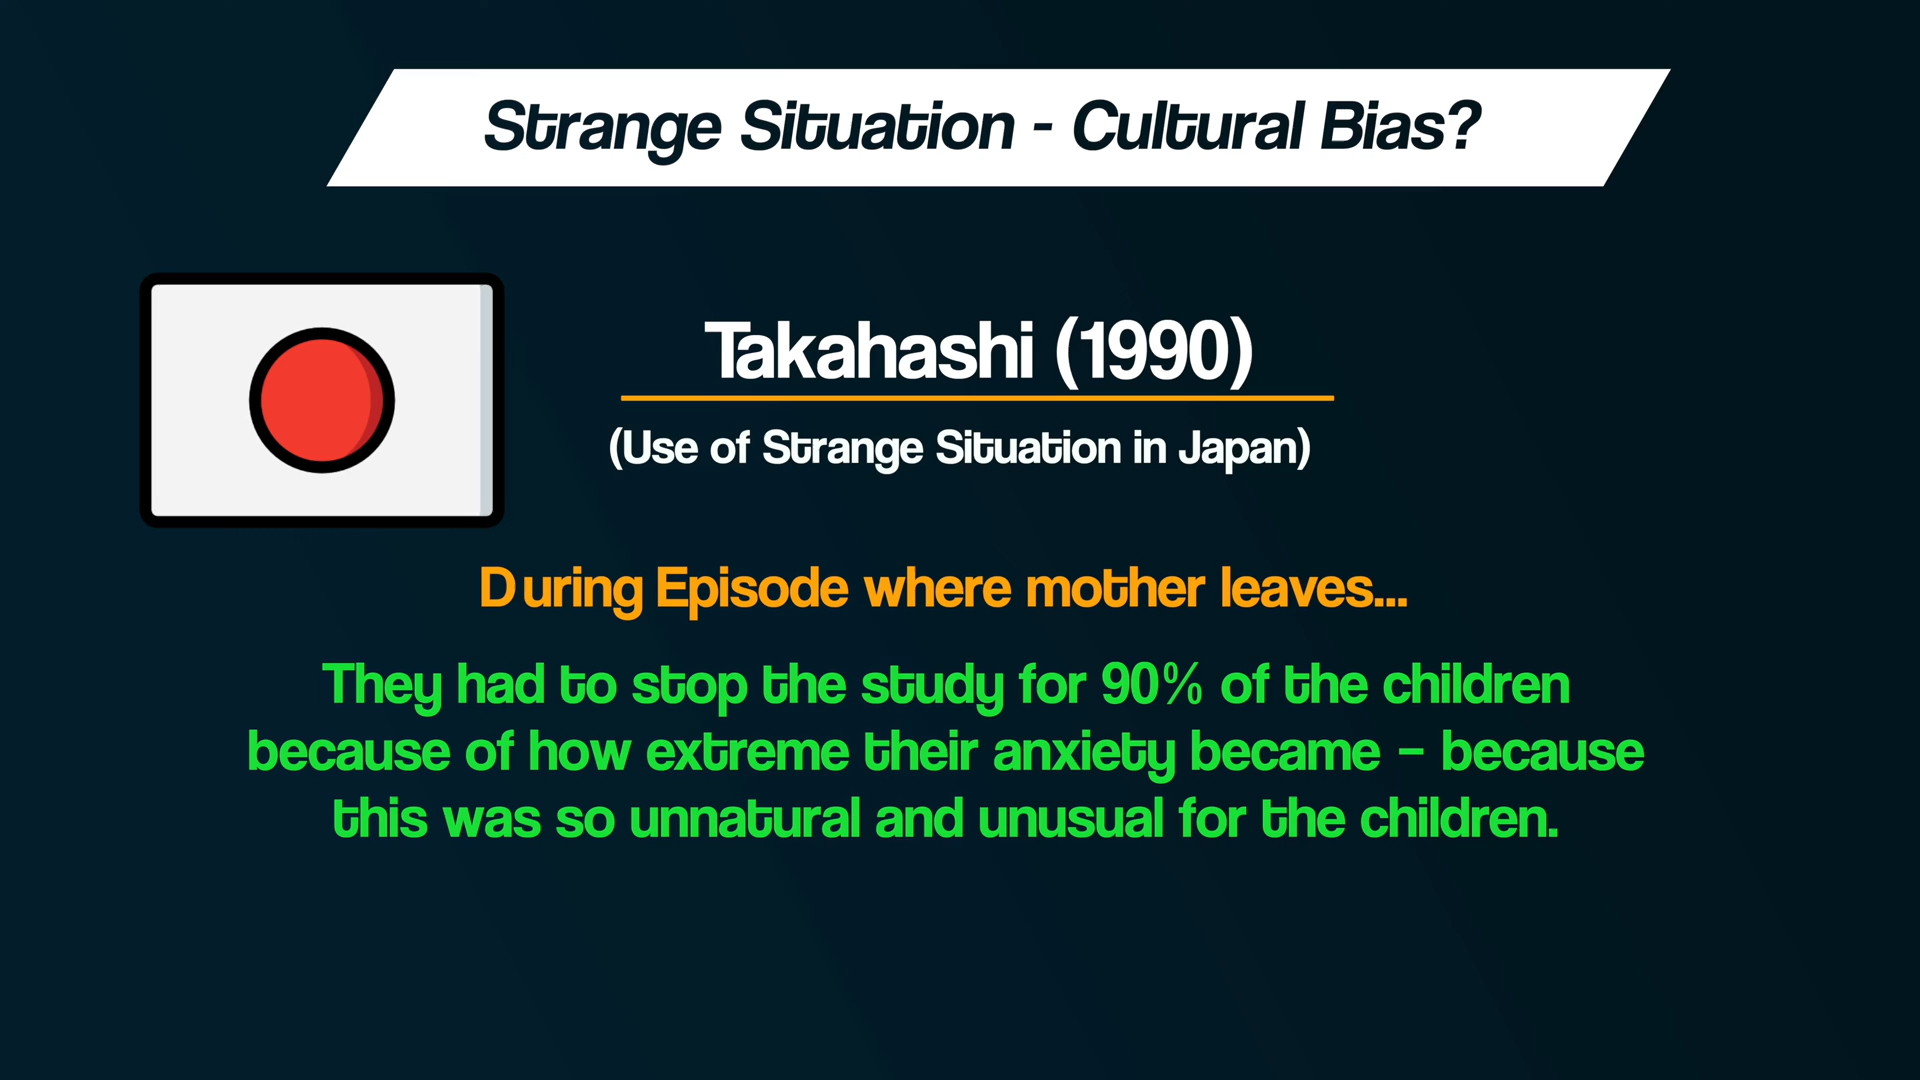 Strange Situation - Cultural Bias?
Takahashi (1990)
(Use of Strange Situation in Japan)
During Episode where mother leaves...
They had to stop the study for 90% of the children
because of how extreme their anxiety became – because
this was so unnatural and unusual for the children.